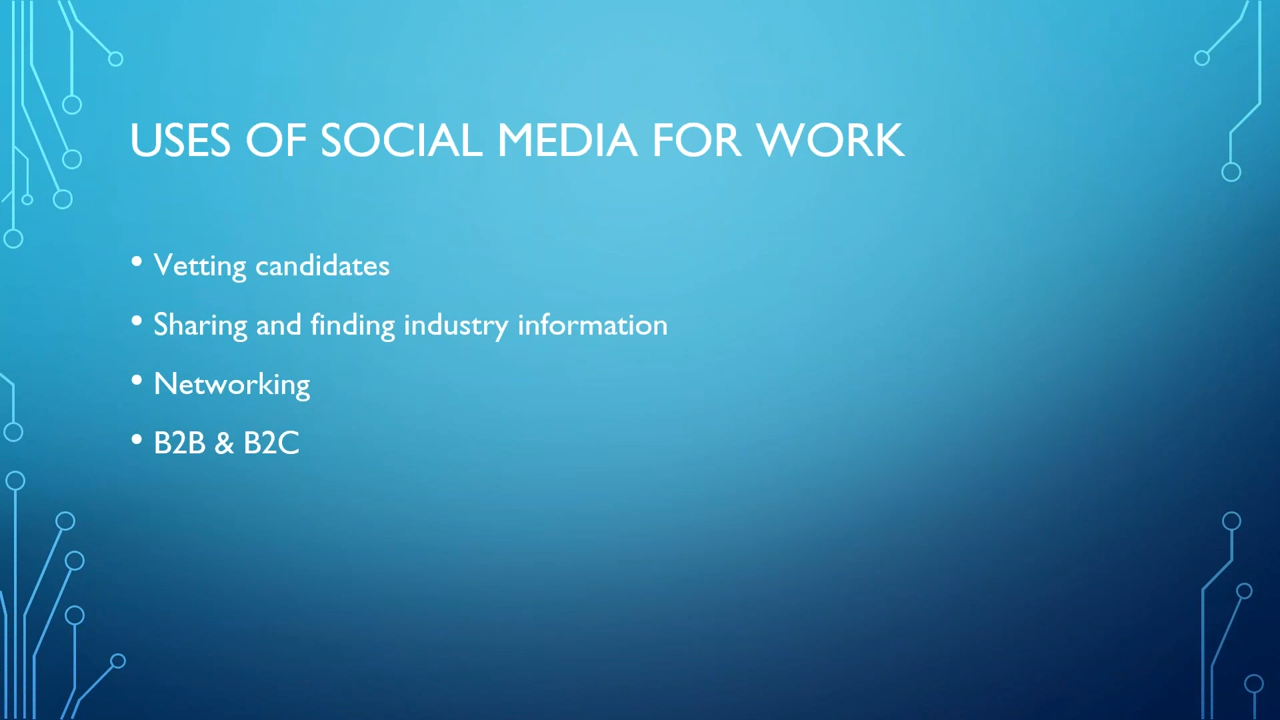 USES OF SOCIAL MEDIA FOR WORK
• Vetting candidates
• Sharing and finding industry information
• Networking
• B2B & B2C